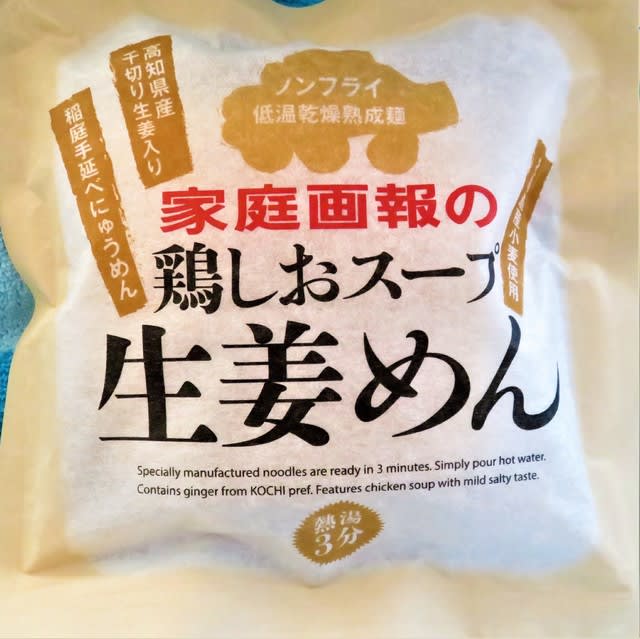 高知県産
千切り生姜入り
稲庭手延べにゅうめん
ノンフライ
低温乾燥熟成麺
産小麦使用
家庭画報の
鶏しおスープ
生姜めん
Specially manufactured noodles are ready in 3 minutes. Simply pour hot water.
Contains ginger from KOCHI pref. Features chicken soup with mild salty taste.
熱湯
3分